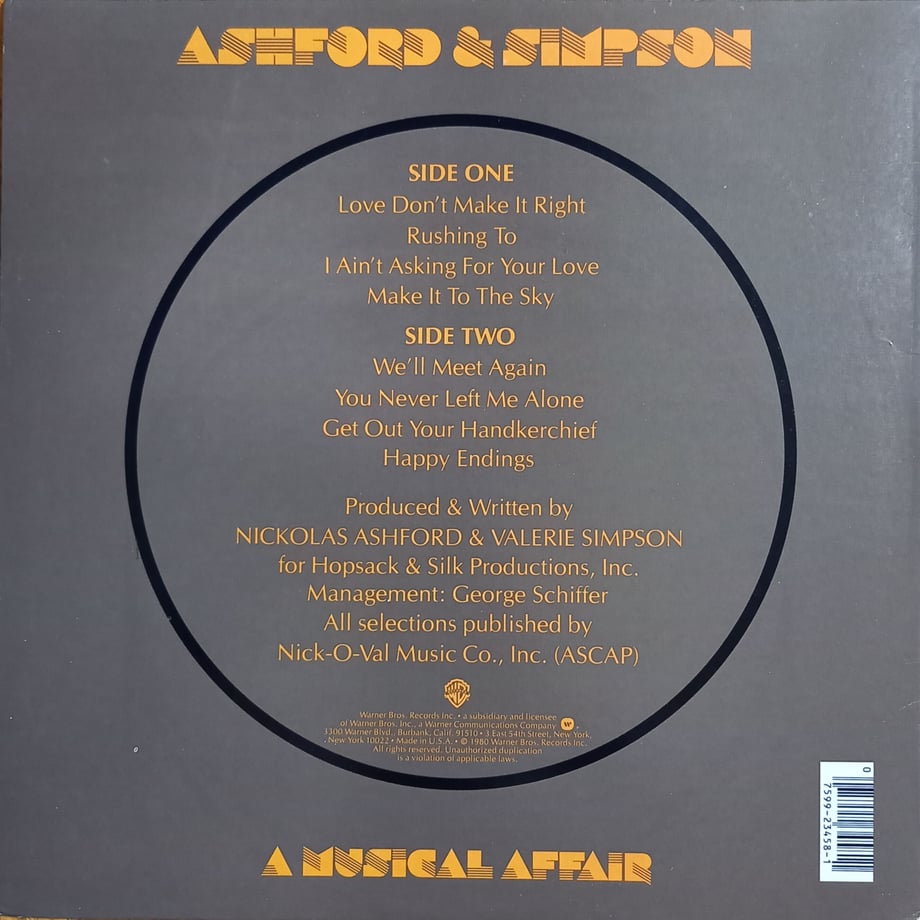 ASHFORD & SIMPSON
SIDE ONE
Love Don't Make It Right
Rushing To
I Ain't Asking For Your Love
Make It To The Sky
SIDE TWO
We'll Meet Again
You Never Left Me Alone
Get Out Your Handkerchief
Happy Endings
Produced & Written by
NICKOLAS ASHFORD & VALERIE SIMPSON
for Hopsack & Silk Productions, Inc.
Management: George Schiffer
All selections published by
Nick-O-Val Music Co., Inc. (ASCAP)
Warner Bros. Records Inc. • a subsidiary and licensee
of Warner Bros. Inc., a Warner Communications Company
3300 Warner Blvd., Burbank, Calif. 91510 • 3 East 54th Street, New York,
New York 10022 • Made in U.S.A. • © 1980 Warner Bros. Records Inc.
All rights reserved. Unauthorized duplication
is a violation of applicable laws.
0 7599-23458-1
A MUSICAL AFFAIR